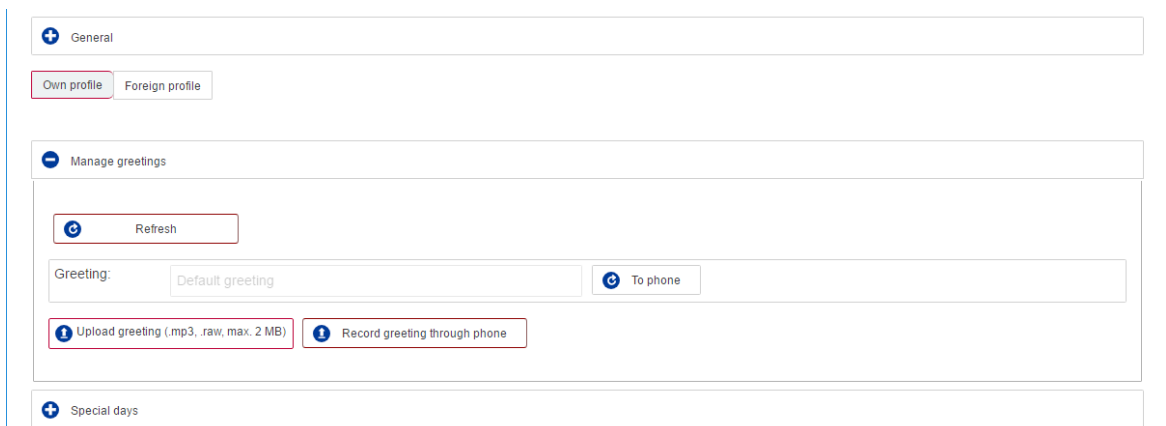 General
Own profile Foreign profile
Manage greetings
Refresh
Greeting: Default greeting To phone
Upload greeting (.mp3, .raw, max. 2 MB) Record greeting through phone
Special days